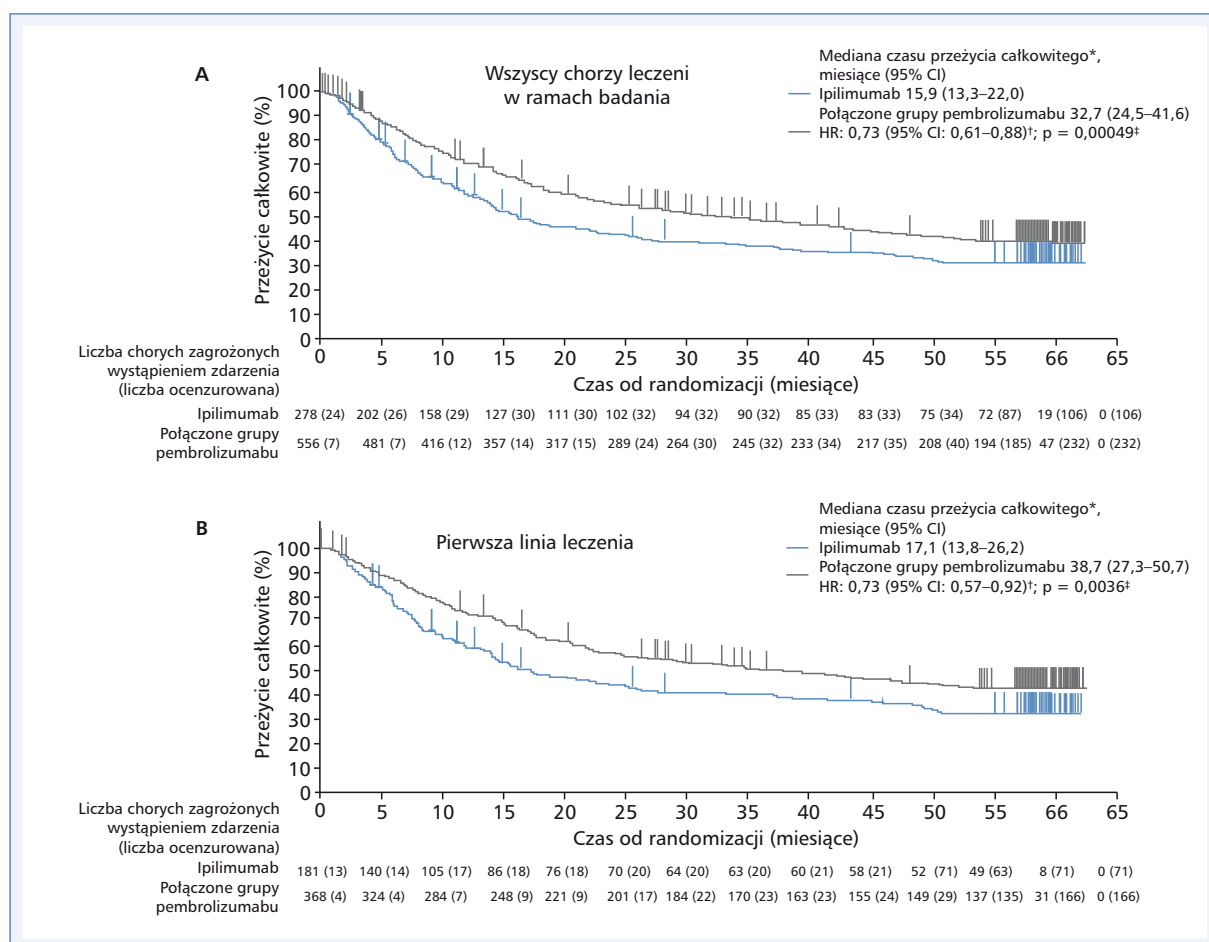 A
Wszyscy chorzy leczeni
w ramach badania
Mediana czasu przeżycia całkowitego*,
miesiące (95% CI)
Ipilimumab 15,9 (13,3–22,0)
Połączone grupy pembrolizumabu 32,7 (24,5–41,6)
HR: 0,73 (95% CI: 0,61–0,88)†; p = 0,00049‡
Przeżycie całkowite (%)
100
90
80
70
60
50
40
30
20
10
0
0 5 10 15 20 25 30 35 40 45 55 66 65
Czas od randomizacji (miesiące)
Liczba chorych zagrożonych
wystąpieniem zdarzenia
(liczba ocenzurowana)
Ipilimumab 278 (24) 202 (26) 158 (29) 127 (30) 111 (30) 102 (32) 94 (32) 90 (32) 85 (33) 83 (33) 75 (34) 72 (87) 19 (106) 0 (106)
Połączone grupy
pembrolizumabu 556 (7) 481 (7) 416 (12) 357 (14) 317 (15) 289 (24) 264 (30) 245 (32) 233 (34) 217 (35) 208 (40) 194 (185) 47 (232) 0 (232)
B
Pierwsza linia leczenia
Mediana czasu przeżycia całkowitego*,
miesiące (95% CI)
Ipilimumab 17,1 (13,8–26,2)
Połączone grupy pembrolizumabu 38,7 (27,3–50,7)
HR: 0,73 (95% CI: 0,57–0,92)†; p = 0,0036‡
Przeżycie całkowite (%)
100
90
80
70
60
50
40
30
20
10
0
0 5 10 15 20 25 30 35 40 45 50 55 66 65
Czas od randomizacji (miesiące)
Liczba chorych zagrożonych
wystąpieniem zdarzenia
(liczba ocenzurowana)
Ipilimumab 181 (13) 140 (14) 105 (17) 86 (18) 76 (18) 70 (20) 64 (20) 63 (20) 60 (21) 58 (21) 52 (71) 49 (63) 8 (71) 0 (71)
Połączone grupy
pembrolizumabu 368 (4) 324 (4) 284 (7) 248 (9) 221 (9) 201 (17) 184 (22) 170 (23) 163 (23) 155 (24) 149 (29) 137 (135) 31 (166) 0 (166)